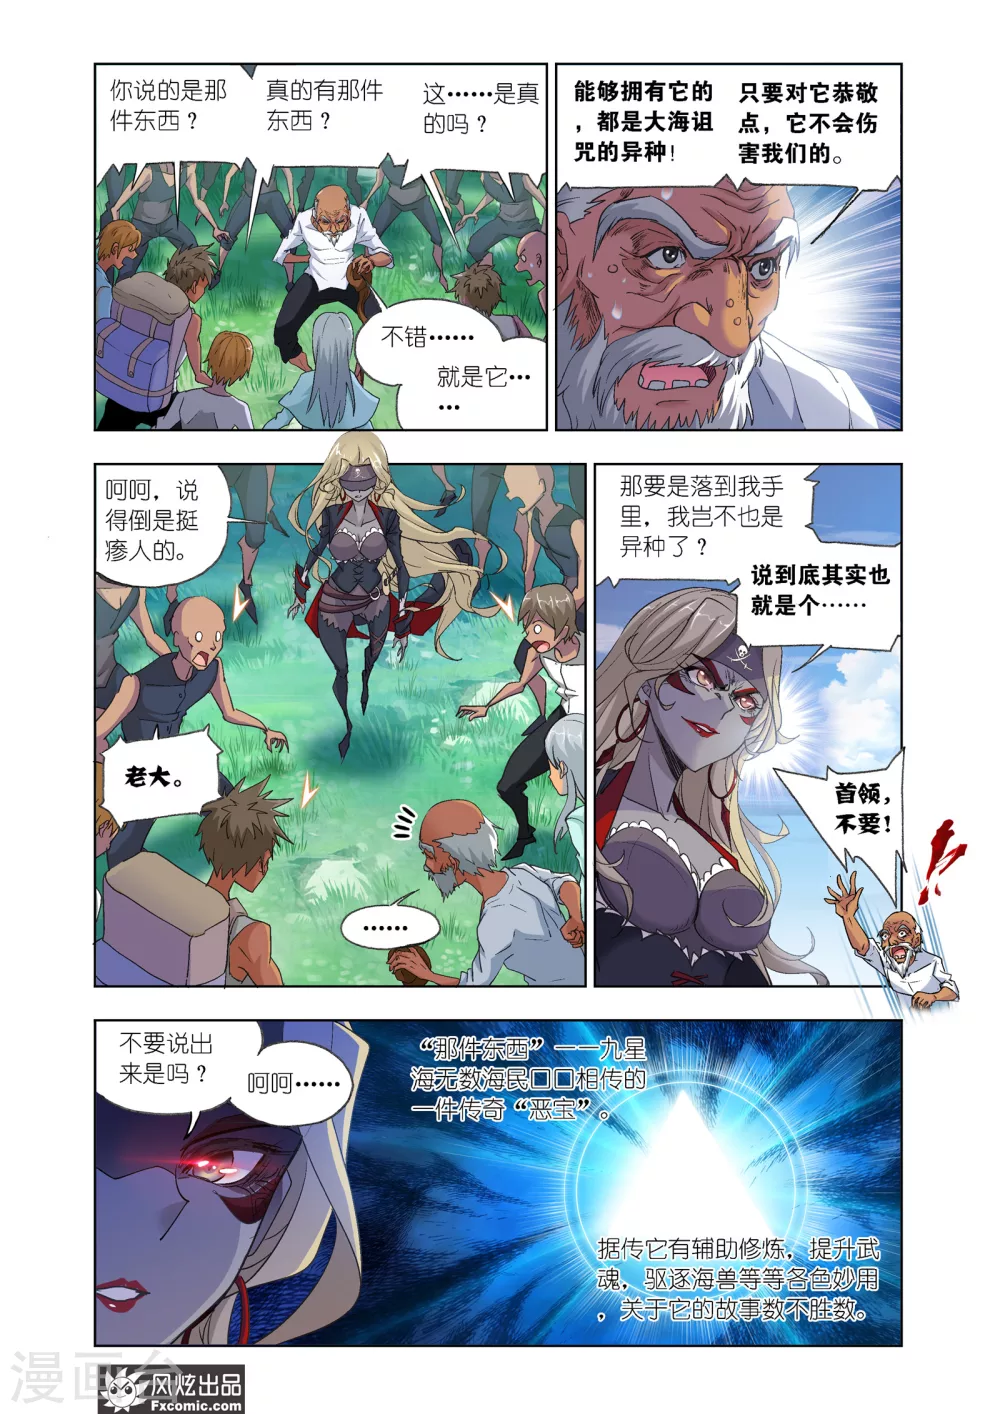 你说的是那
件东西？
真的有那件
东西？
这……是真
的吗？
不错……
就是它…
…
能够拥有它的
，都是大海诅
咒的异种！
只要对它恭敬
点，它不会伤
害我们的。
呵呵，说
得倒是挺
瘆人的。
老大。
……
那要是落到我手
里，我岂不也是
异种了？
说到底其实也
就是个……
首领，
不要！
！
不要说出
来是吗？
呵呵……
“那件东西”——九星
海无数海民口口相传的
一件传奇“恶宝”。
据传它有辅助修炼，提升武
魂，驱逐海兽等等各色妙用
，关于它的故事数不胜数。
漫画台
风炫出品
Fxcomic.com